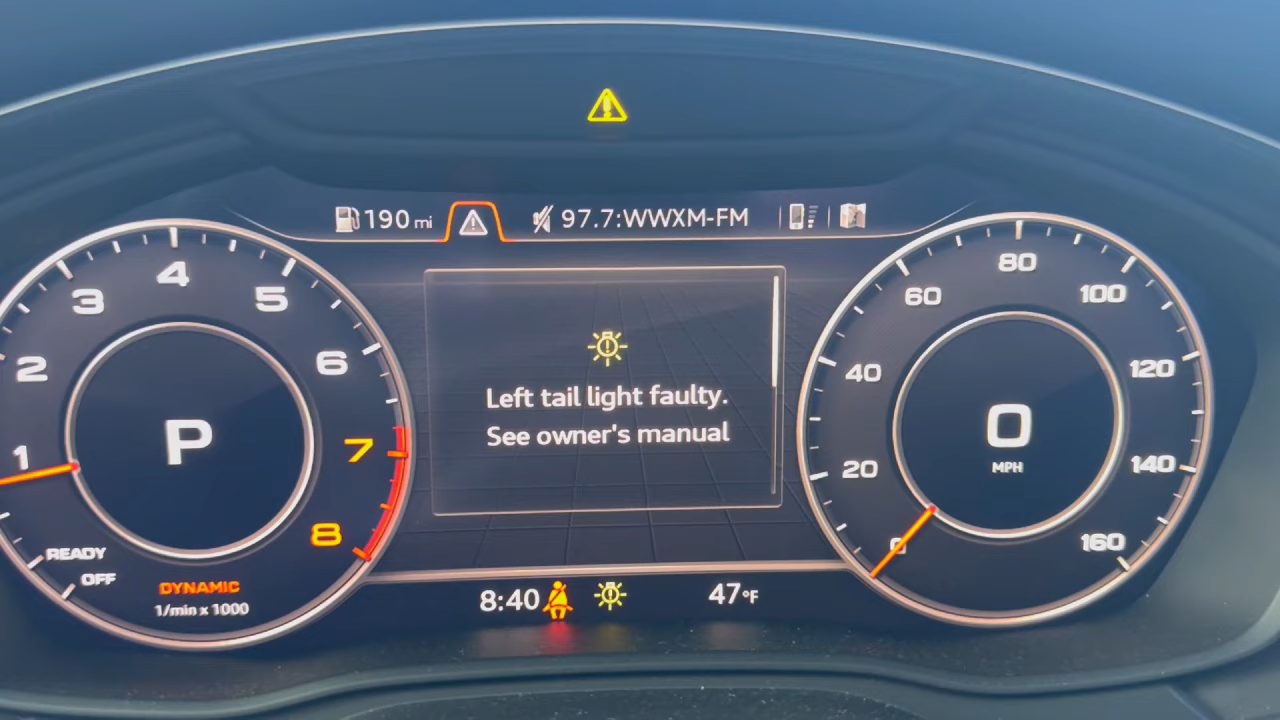 190 mi
97.7:WWXM-FM
Left tail light faulty.
See owner's manual
1
2
3
4
5
6
7
8
P
READY
OFF
DYNAMIC
1/min x 1000
0
20
40
60
80
100
120
140
160
0
MPH
8:40
47°F